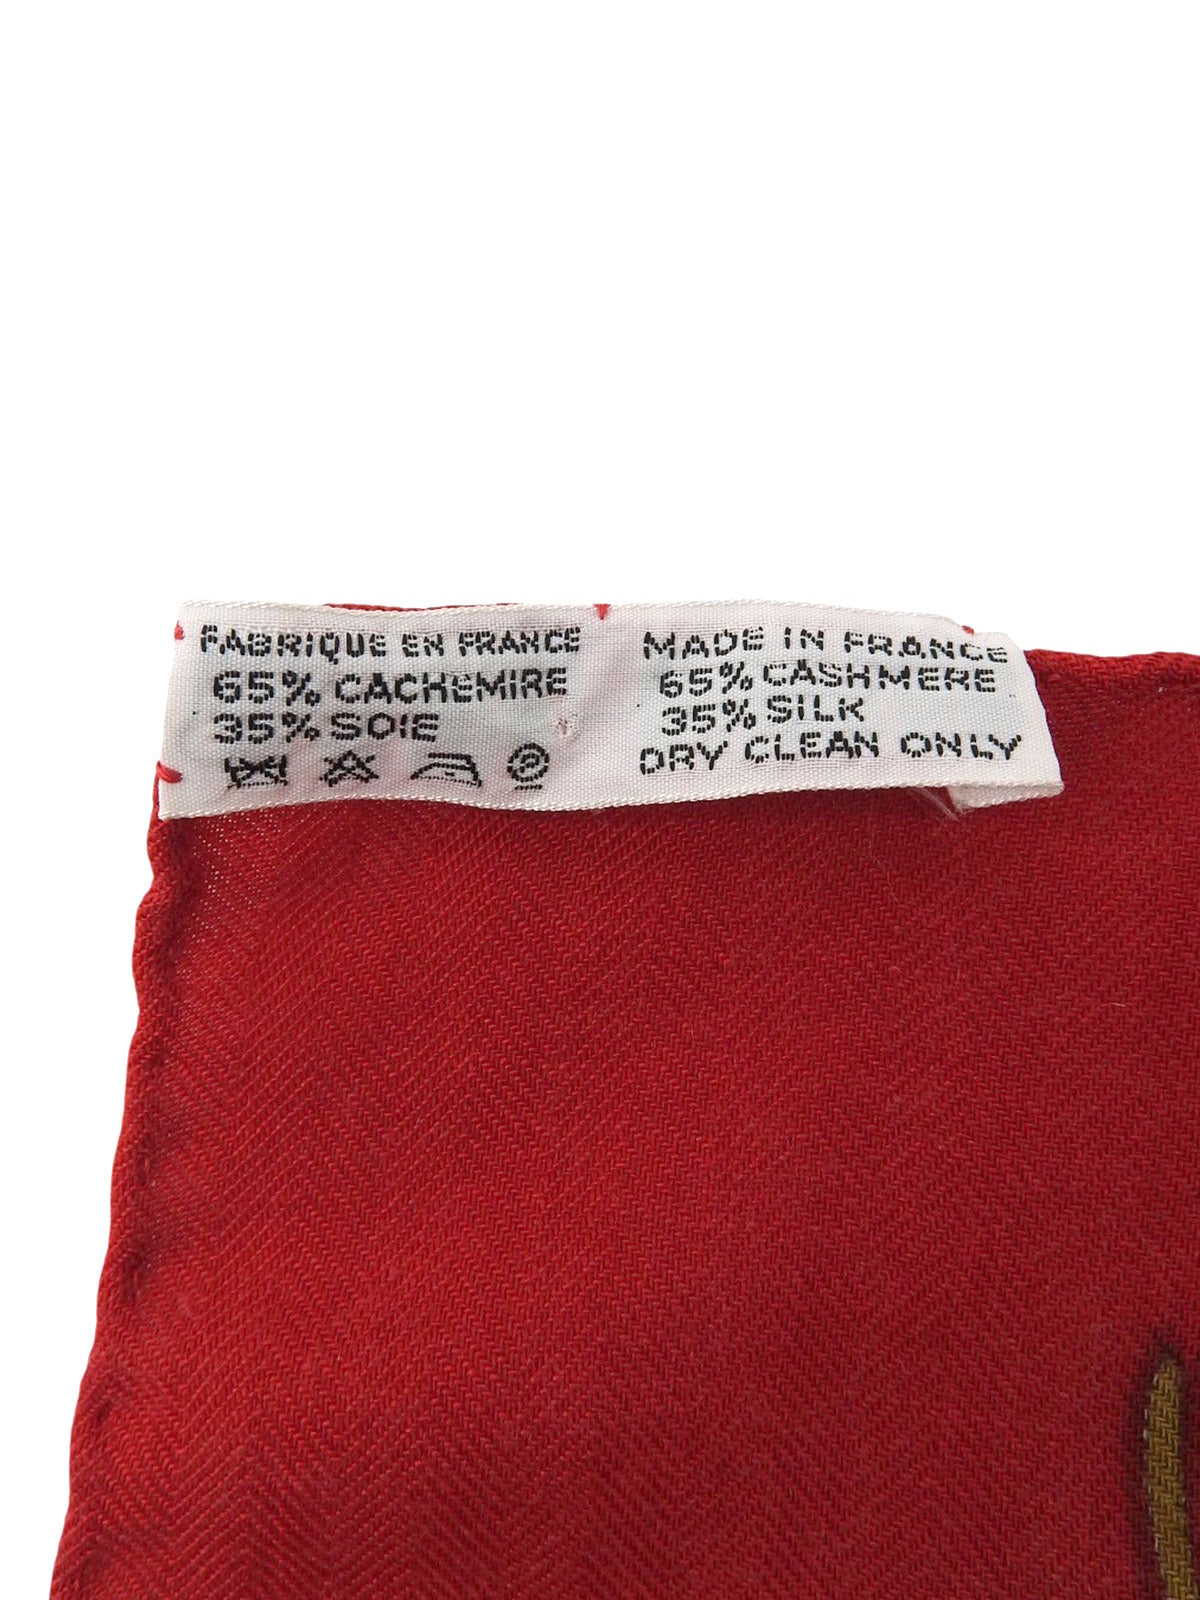 FABRIQUE EN FRANCE
65% CACHEMIRE
35% SOIE
MADE IN FRANCE
65% CASHMERE
35% SILK
DRY CLEAN ONLY